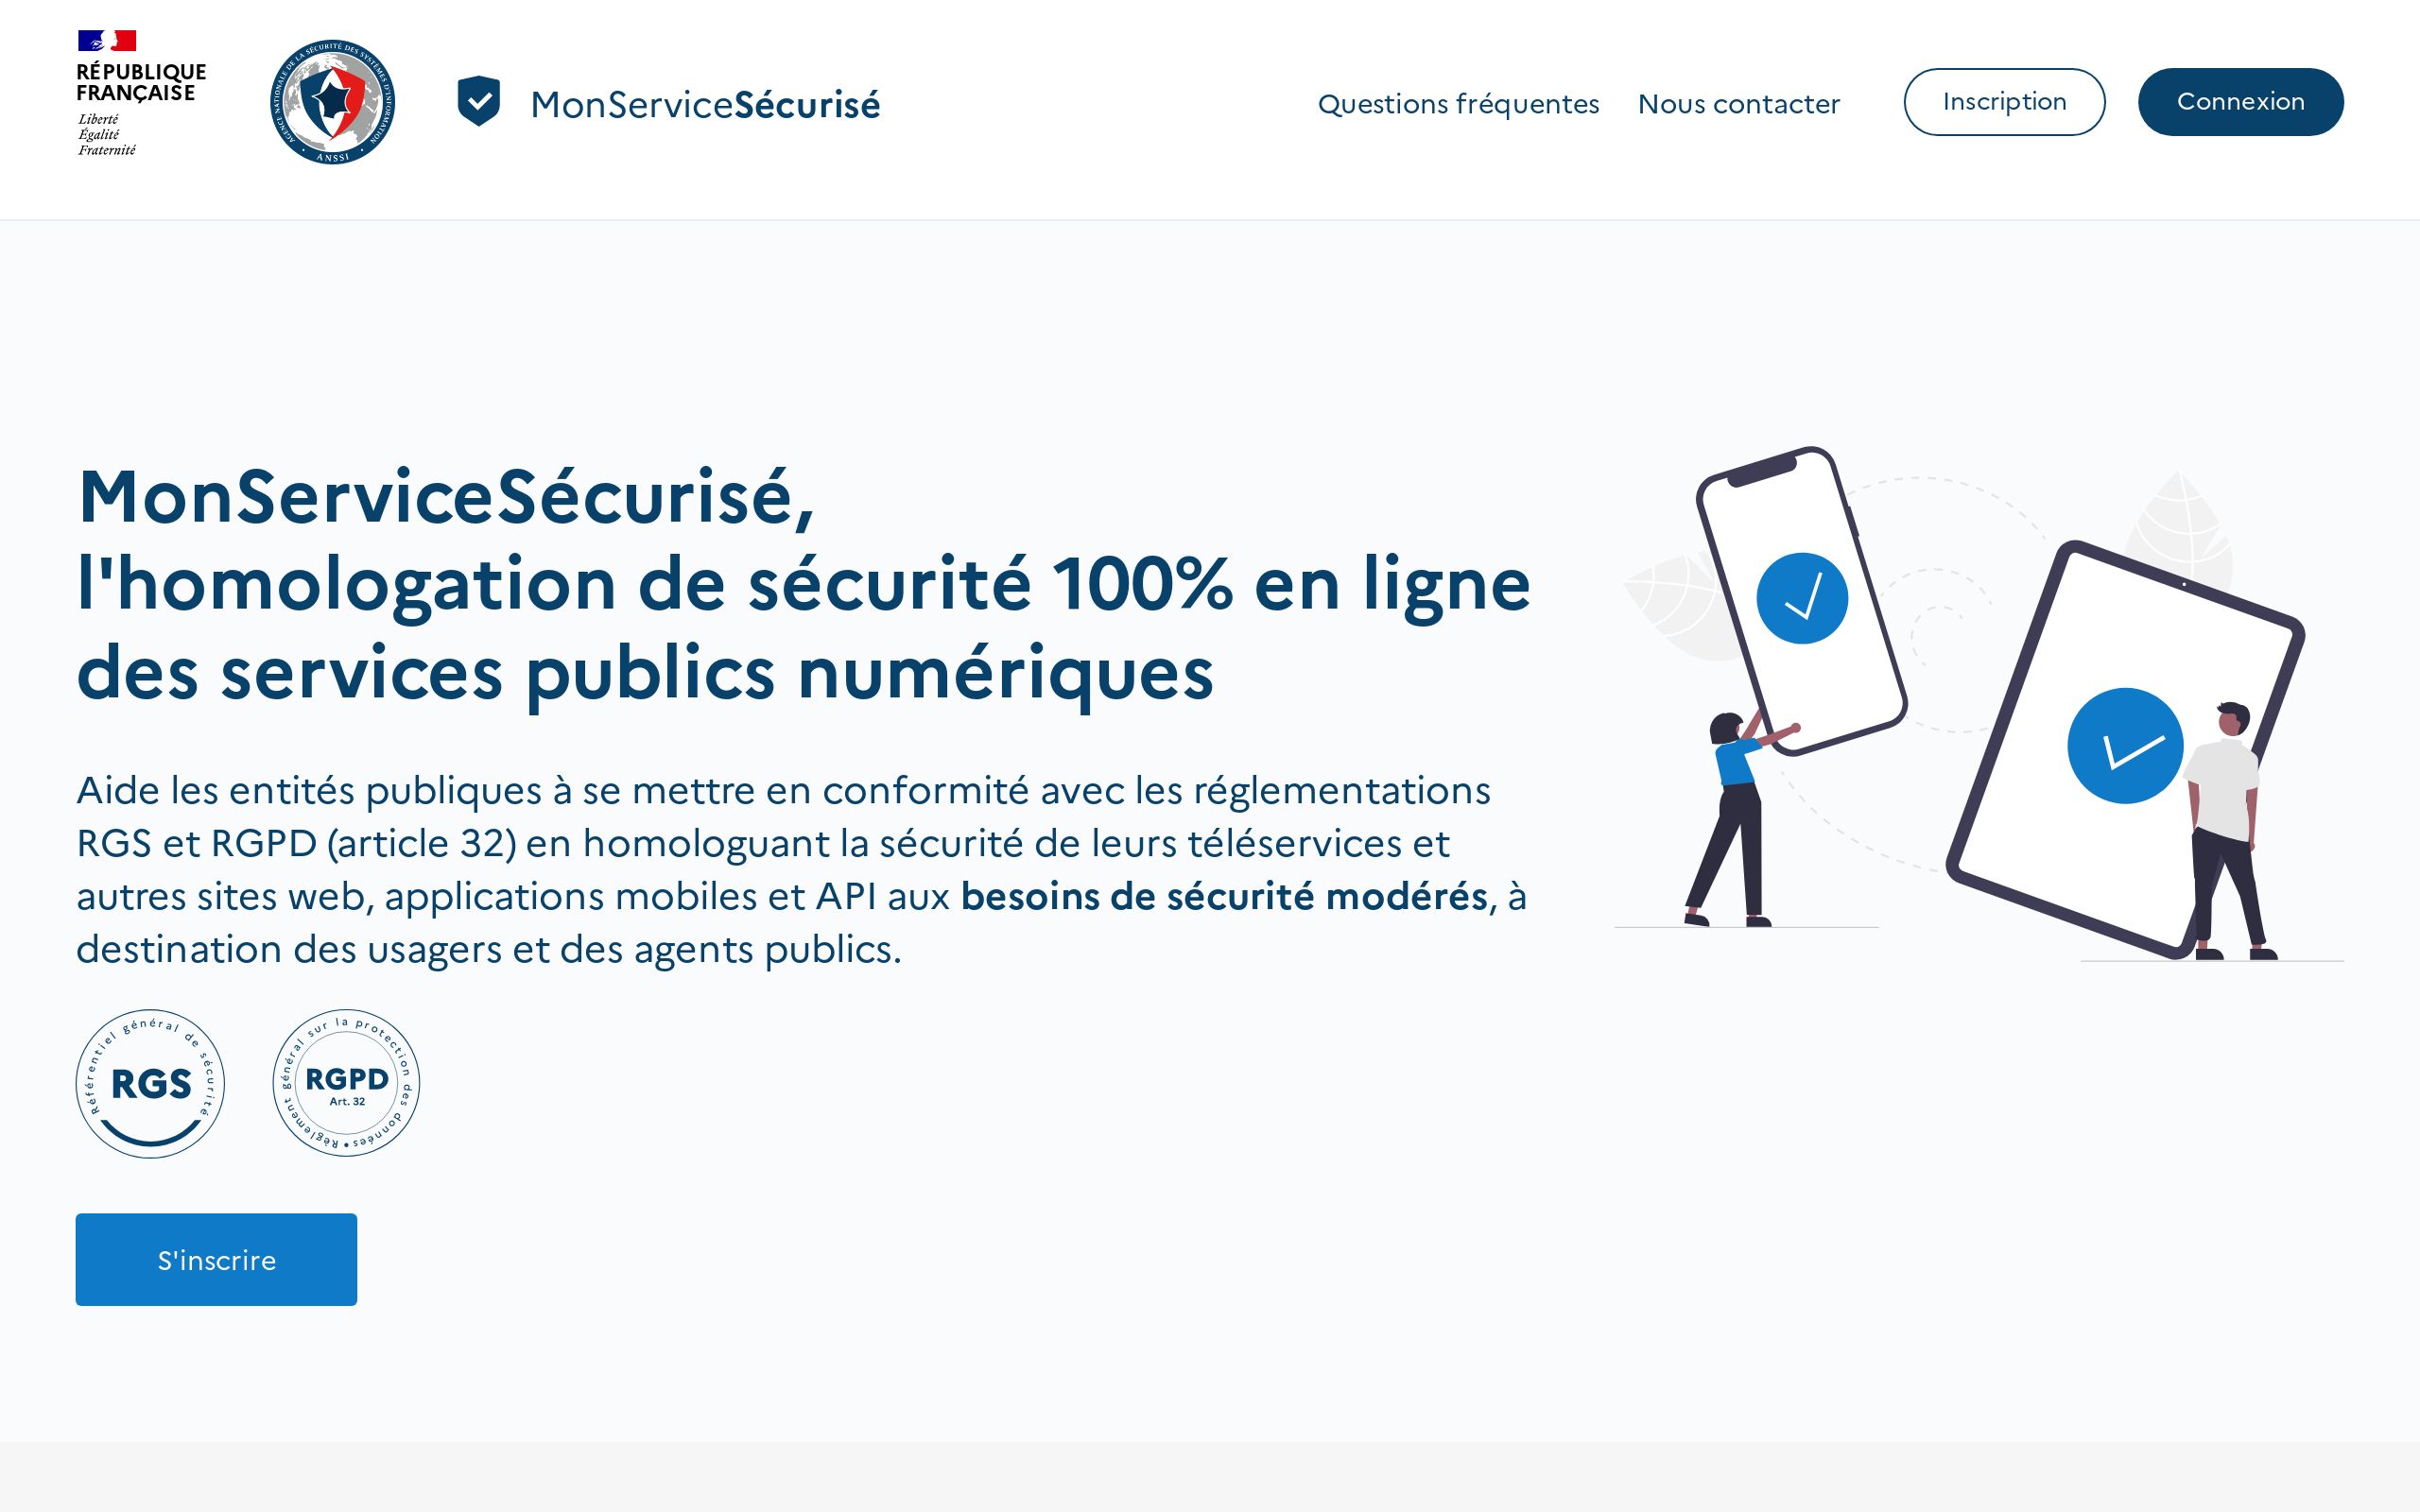 RÉPUBLIQUE
FRANÇAISE
Liberté
Égalité
Fraternité
AGENCE NATIONALE DE LA SÉCURITÉ DES SYSTÈMES D'INFORMATION
ANSSI
MonServiceSécurisé
Questions fréquentes
Nous contacter
Inscription
Connexion
MonServiceSécurisé,
l'homologation de sécurité 100% en ligne
des services publics numériques
Aide les entités publiques à se mettre en conformité avec les réglementations
RGS et RGPD (article 32) en homologuant la sécurité de leurs téléservices et
autres sites web, applications mobiles et API aux besoins de sécurité modérés, à
destination des usagers et des agents publics.
Référentiel général de sécurité
RGS
Règlement général sur la protection des données •
RGPD
Art. 32
S'inscrire